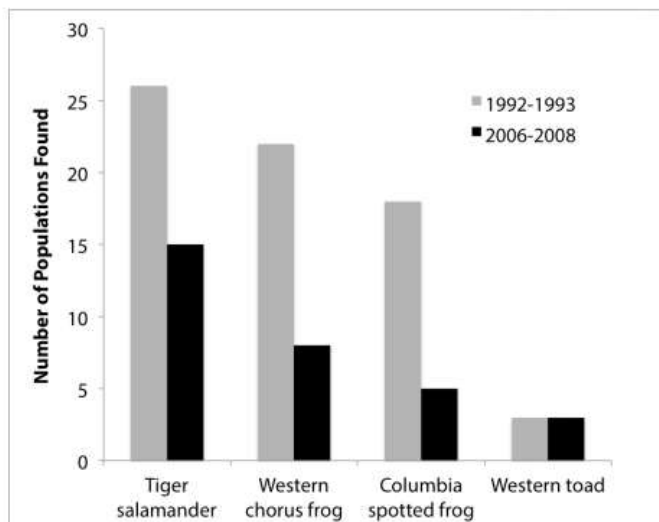 Number of Populations Found
30
25
20
15
10
5
0
1992-1993
2006-2008
Tiger salamander
Western chorus frog
Columbia spotted frog
Western toad